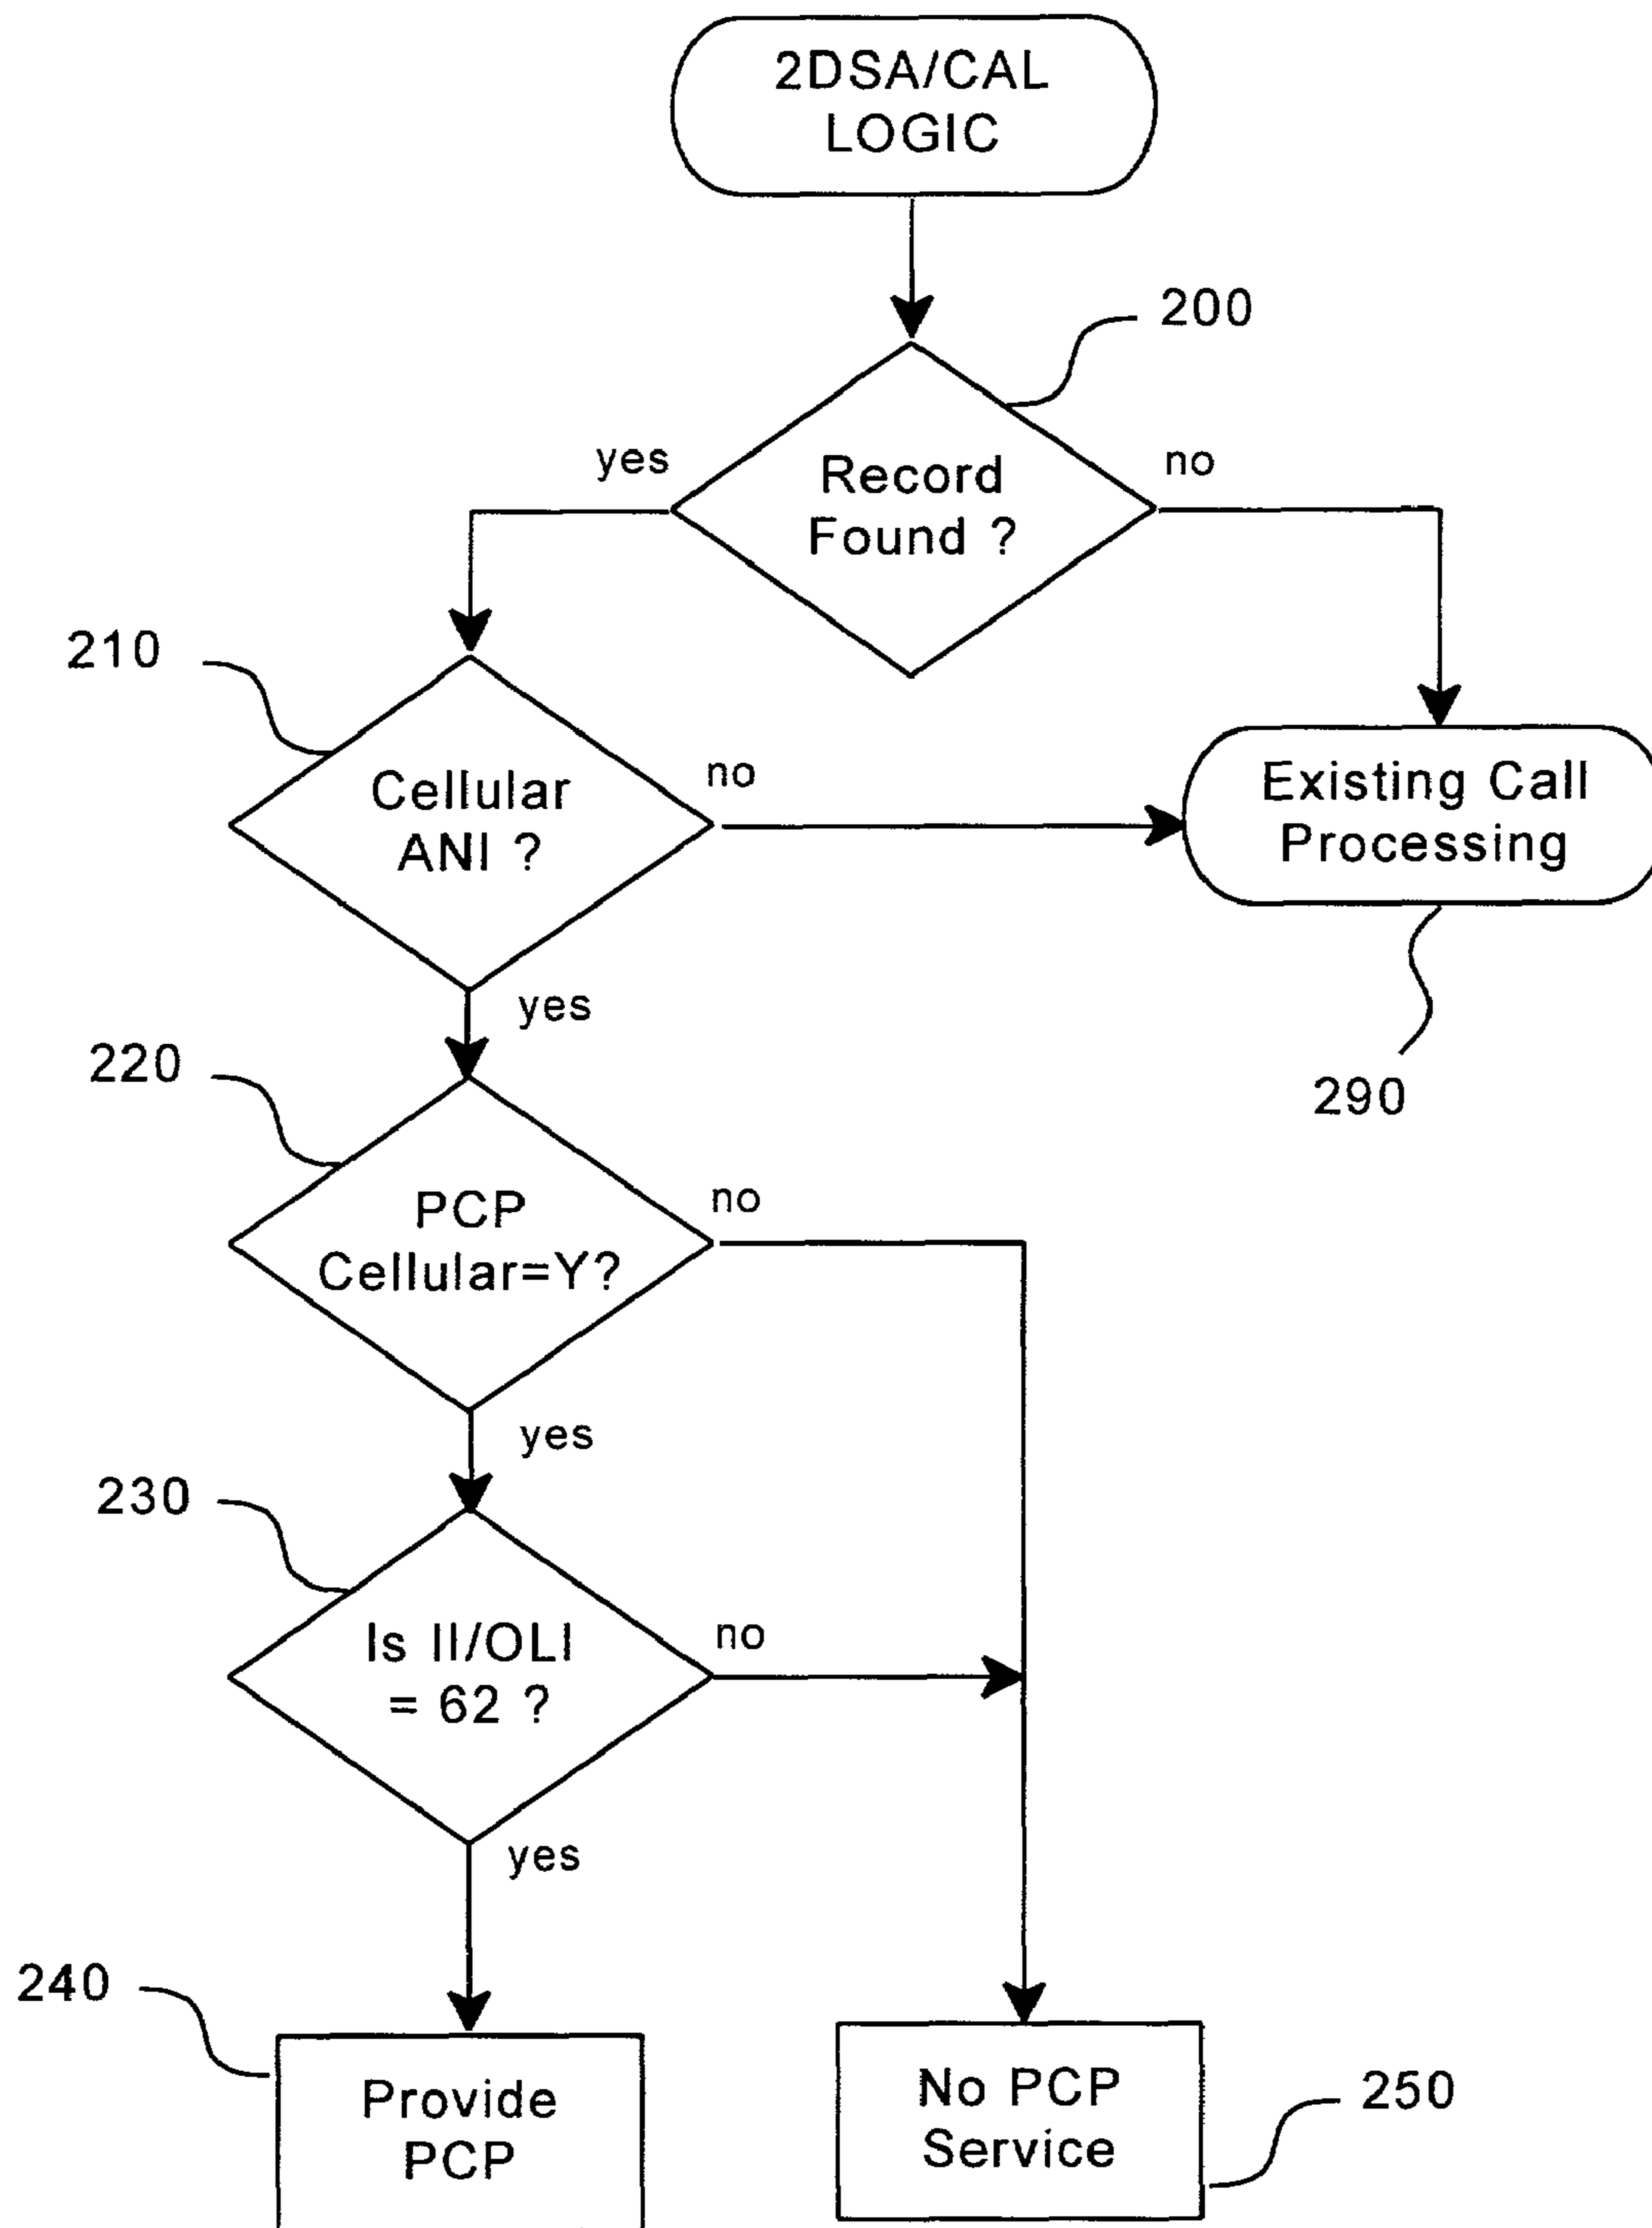 2DSA/CAL
LOGIC
200
yes
no
Record
Found ?
210
Cellular
ANI ?
no
Existing Call
Processing
yes
290
220
PCP
Cellular=Y?
no
yes
230
Is II/OLI
= 62 ?
no
yes
240
Provide
PCP
No PCP
Service
250